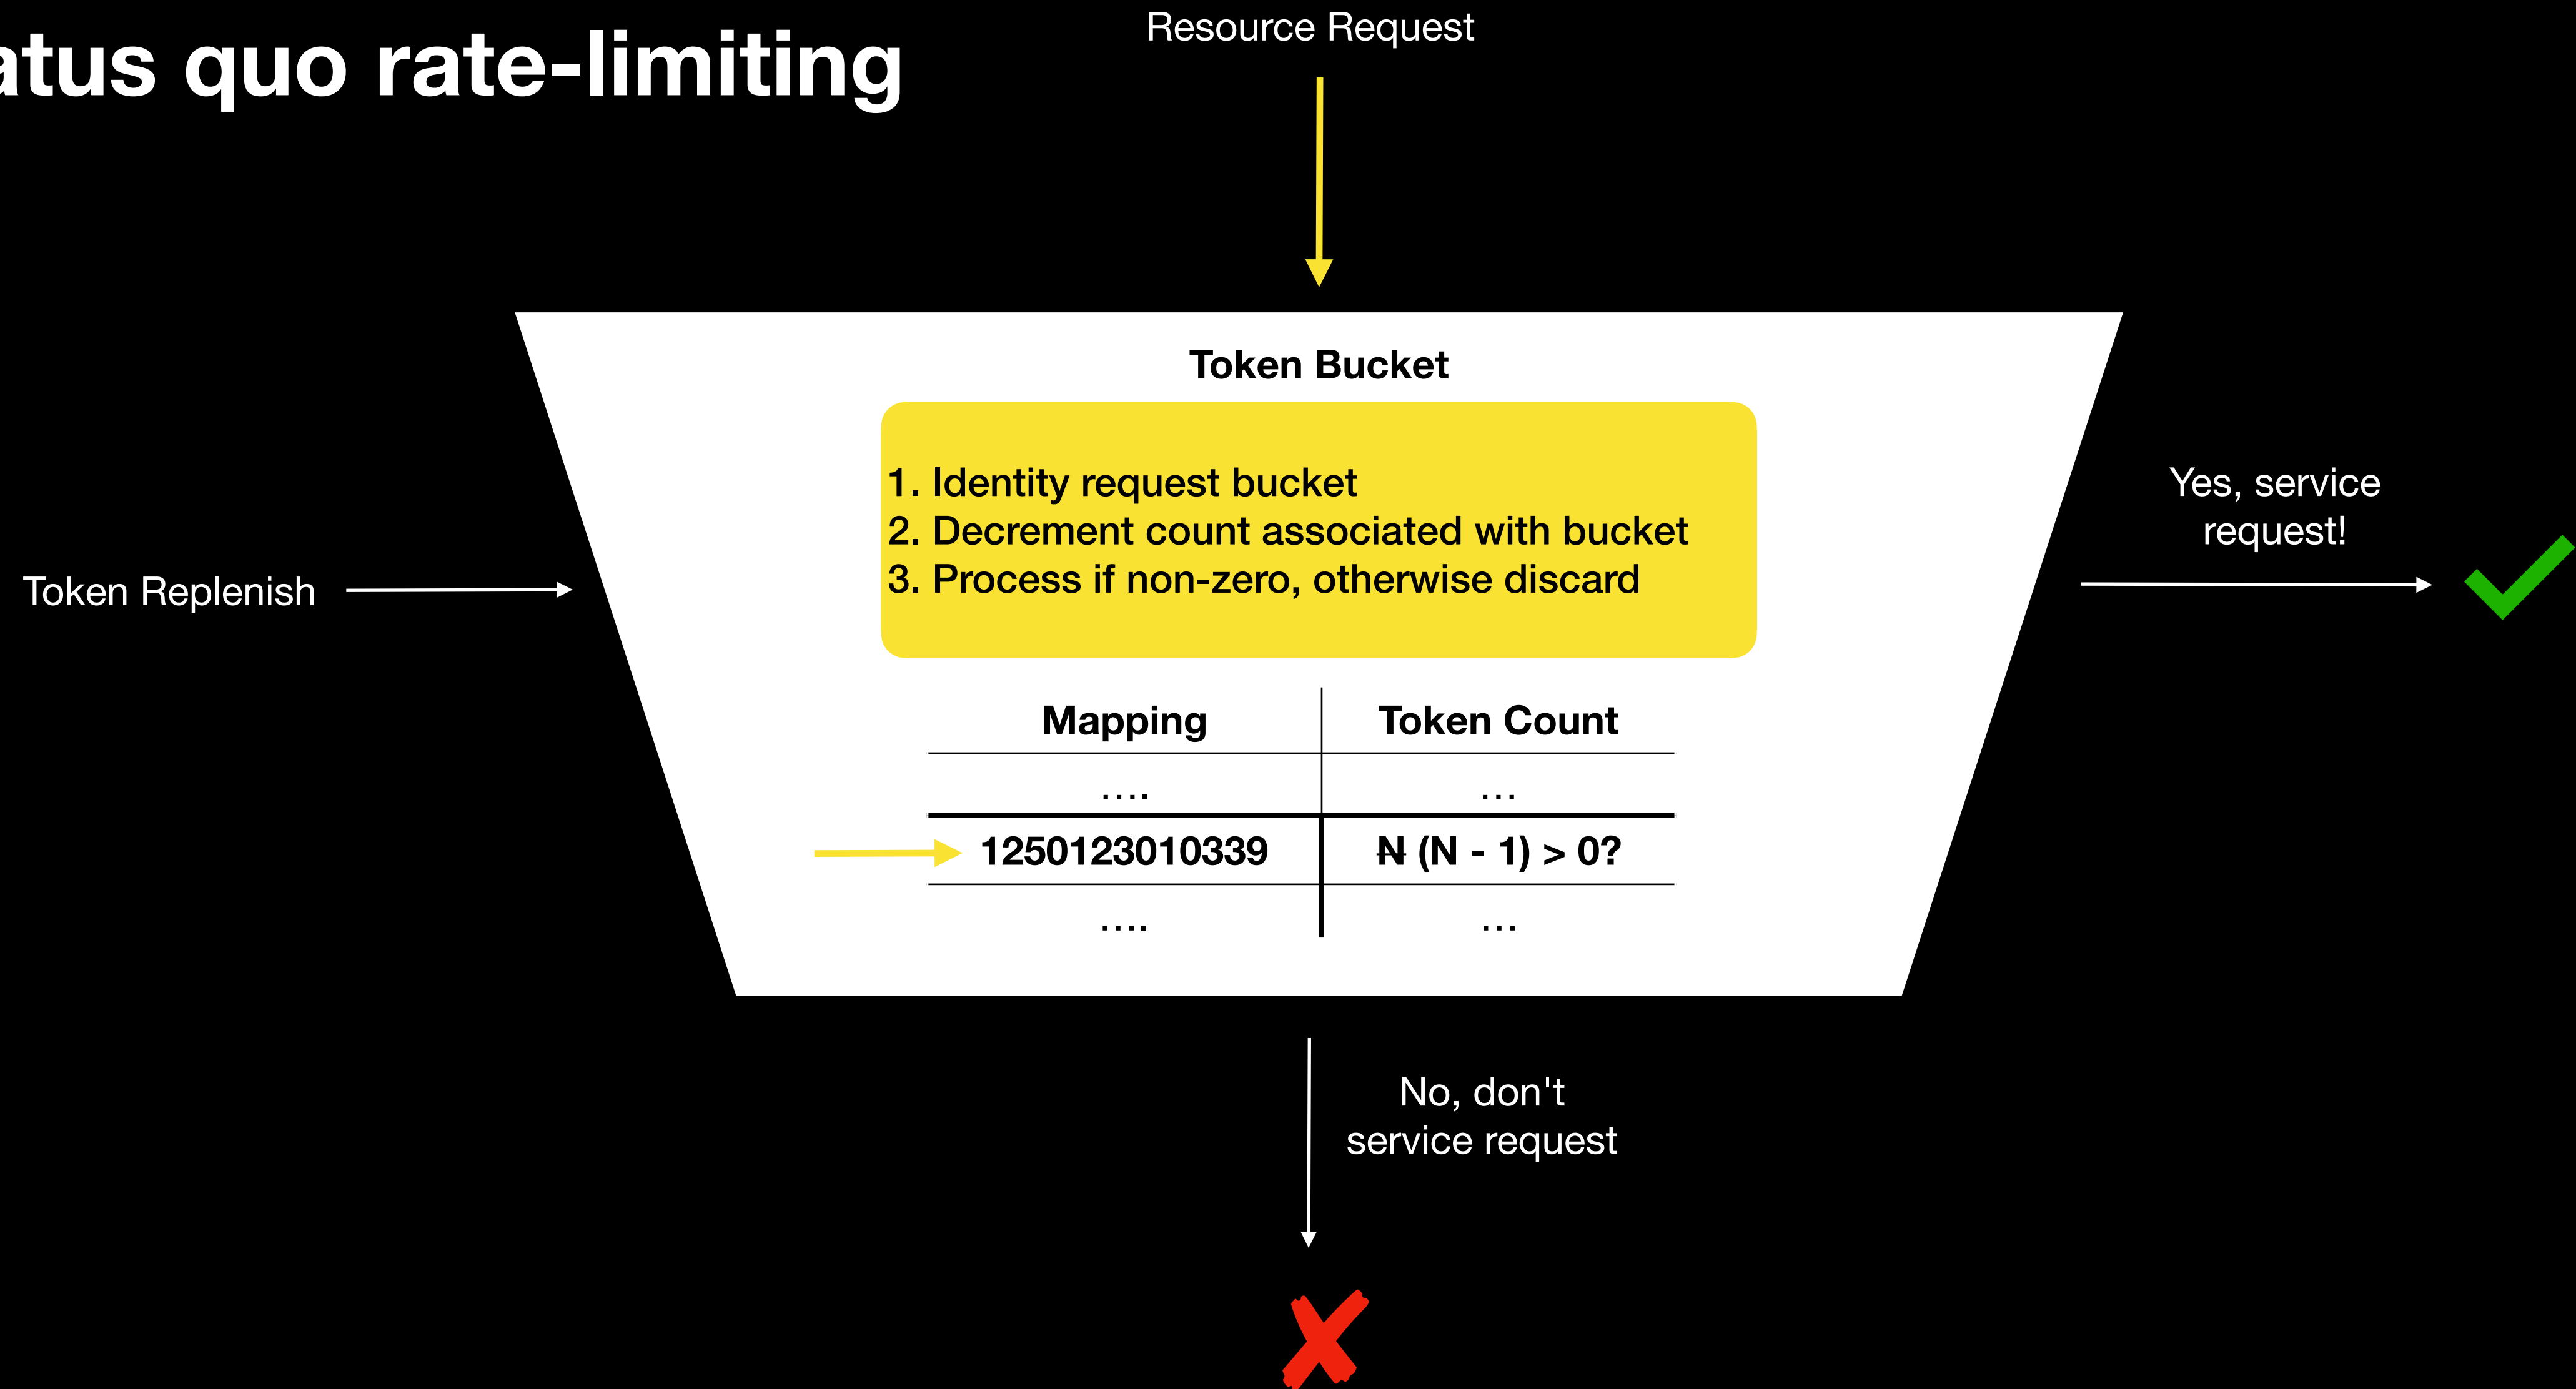 atus quo rate-limiting
Resource Request
Token Bucket
1. Identity request bucket
2. Decrement count associated with bucket
3. Process if non-zero, otherwise discard
Yes, service
request!
Token Replenish
Mapping Token Count
…. …
1250123010339 N (N - 1) > 0?
…. …
No, don't
service request